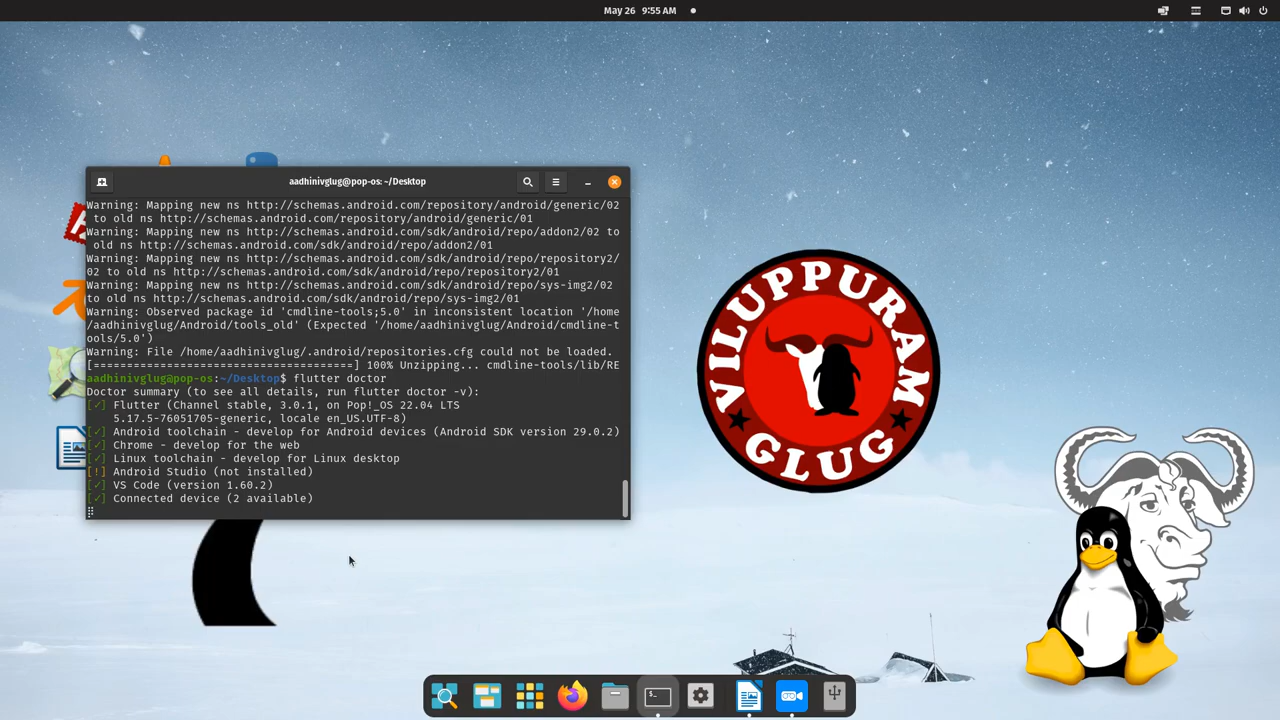 May 26 9:55 AM
aadhinivglug@pop-os: ~/Desktop
Warning: Mapping new ns http://schemas.android.com/repository/android/generic/02
to old ns http://schemas.android.com/repository/android/generic/01
Warning: Mapping new ns http://schemas.android.com/sdk/android/repo/addon2/02 to
old ns http://schemas.android.com/sdk/android/repo/addon2/01
Warning: Mapping new ns http://schemas.android.com/sdk/android/repo/repository2/
02 to old ns http://schemas.android.com/sdk/android/repo/repository2/01
Warning: Mapping new ns http://schemas.android.com/sdk/android/repo/sys-img2/02
to old ns http://schemas.android.com/sdk/android/repo/sys-img2/01
Warning: Observed package id 'cmdline-tools;5.0' in inconsistent location '/home
/aadhinivglug/Android/tools_old' (Expected '/home/aadhinivglug/Android/cmdline-t
ools/5.0')
Warning: File /home/aadhinivglug/.android/repositories.cfg could not be loaded.
[=======================================] 100% Unzipping... cmdline-tools/lib/RE
aadhinivglug@pop-os:~/Desktop$ flutter doctor
Doctor summary (to see all details, run flutter doctor -v):
[✓] Flutter (Channel stable, 3.0.1, on Pop!_OS 22.04 LTS
5.17.5-76051705-generic, locale en_US.UTF-8)
[✓] Android toolchain - develop for Android devices (Android SDK version 29.0.2)
[✓] Chrome - develop for the web
[✓] Linux toolchain - develop for Linux desktop
[!] Android Studio (not installed)
[✓] VS Code (version 1.60.2)
[✓] Connected device (2 available)
VILUPPURAM
GLUG